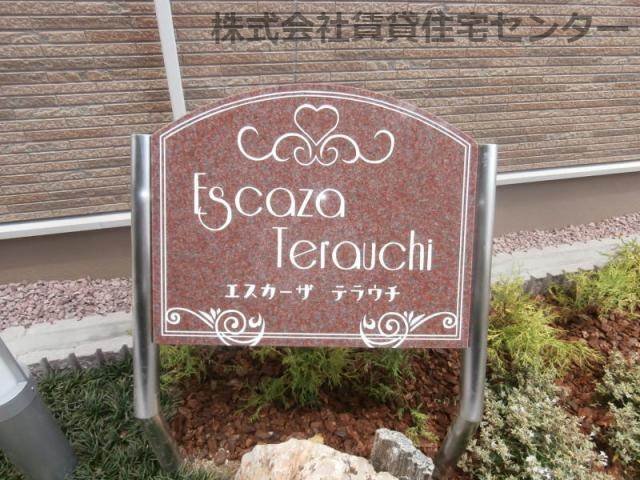 株式会社賃貸住宅センター
Escaza
Terauchi
エスカーザ テラウチ